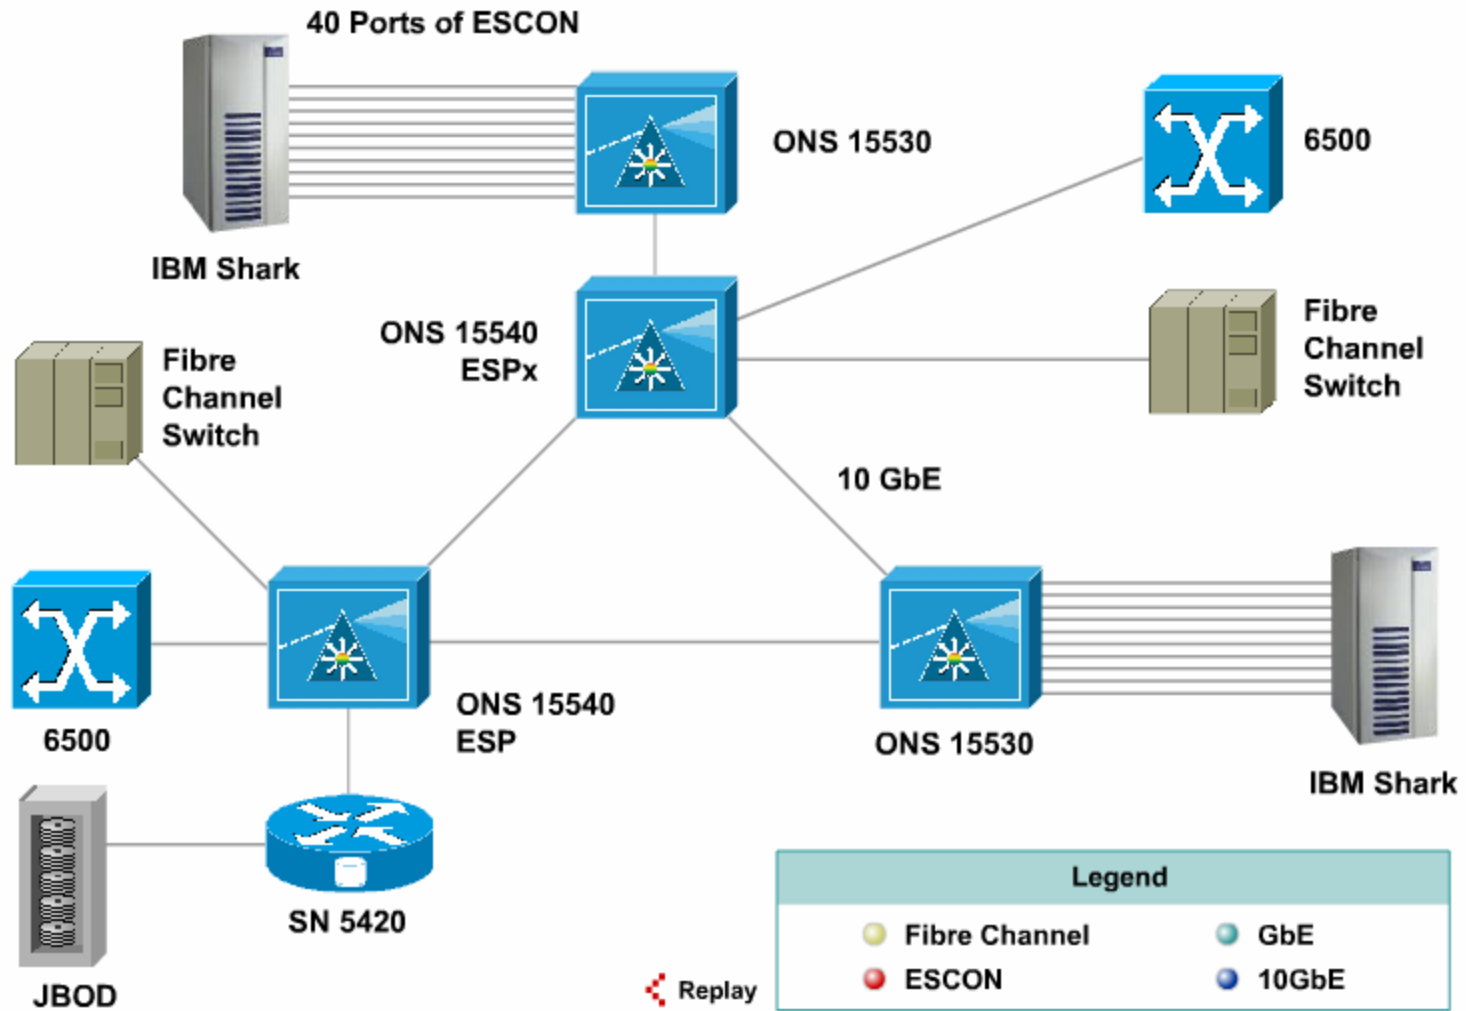 40 Ports of ESCON
ONS 15530
6500
IBM Shark
ONS 15540
ESPx
Fibre
Channel
Switch
Fibre
Channel
Switch
10 GbE
ONS 15540
ESP
6500
ONS 15530
IBM Shark
SN 5420
JBOD
Legend
Fibre Channel
GbE
ESCON
10GbE
Replay